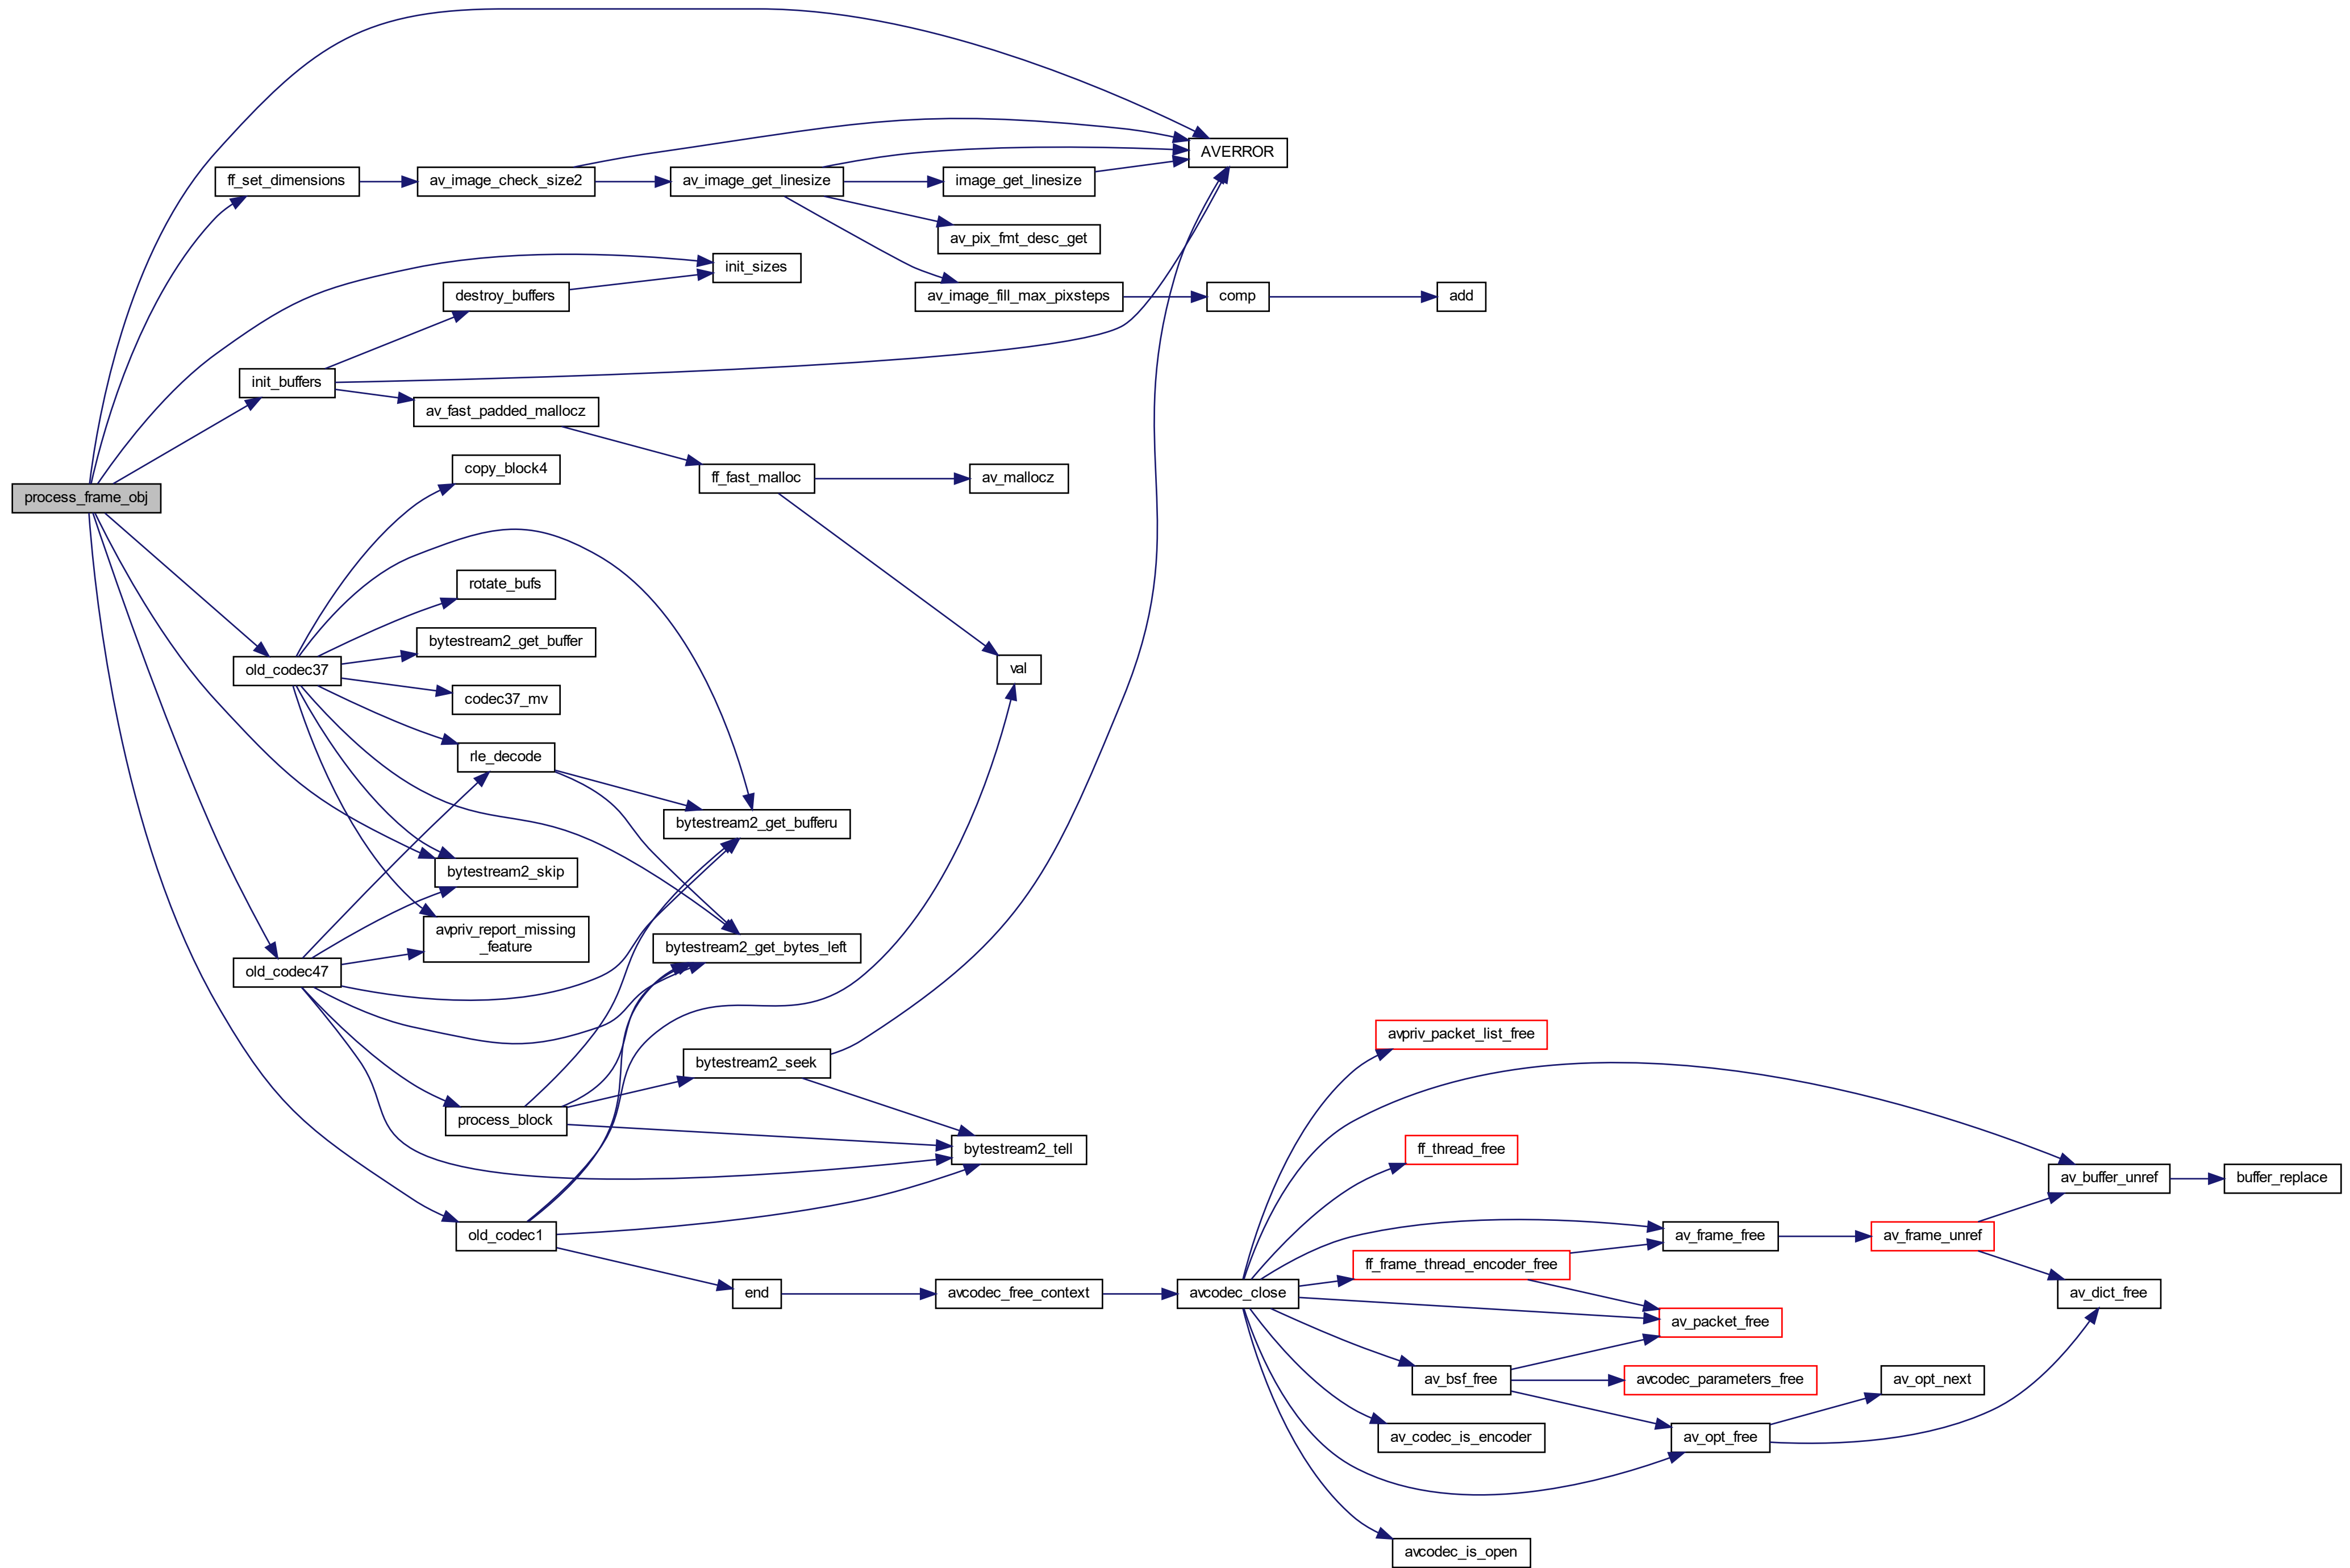 AVERROR
ff_set_dimensions
av_image_check_size2
av_image_get_linesize
image_get_linesize
av_pix_fmt_desc_get
init_sizes
destroy_buffers
av_image_fill_max_pixsteps
comp
add
init_buffers
av_fast_padded_mallocz
copy_block4
ff_fast_malloc
av_mallocz
process_frame_obj
rotate_bufs
bytestream2_get_buffer
old_codec37
val
codec37_mv
rle_decode
bytestream2_get_bufferu
bytestream2_skip
avpriv_report_missing
_feature
bytestream2_get_bytes_left
old_codec47
avpriv_packet_list_free
bytestream2_seek
process_block
bytestream2_tell
ff_thread_free
av_buffer_unref
buffer_replace
old_codec1
av_frame_free
av_frame_unref
ff_frame_thread_encoder_free
end
avcodec_free_context
avcodec_close
av_dict_free
av_packet_free
av_bsf_free
avcodec_parameters_free
av_opt_next
av_codec_is_encoder
av_opt_free
avcodec_is_open